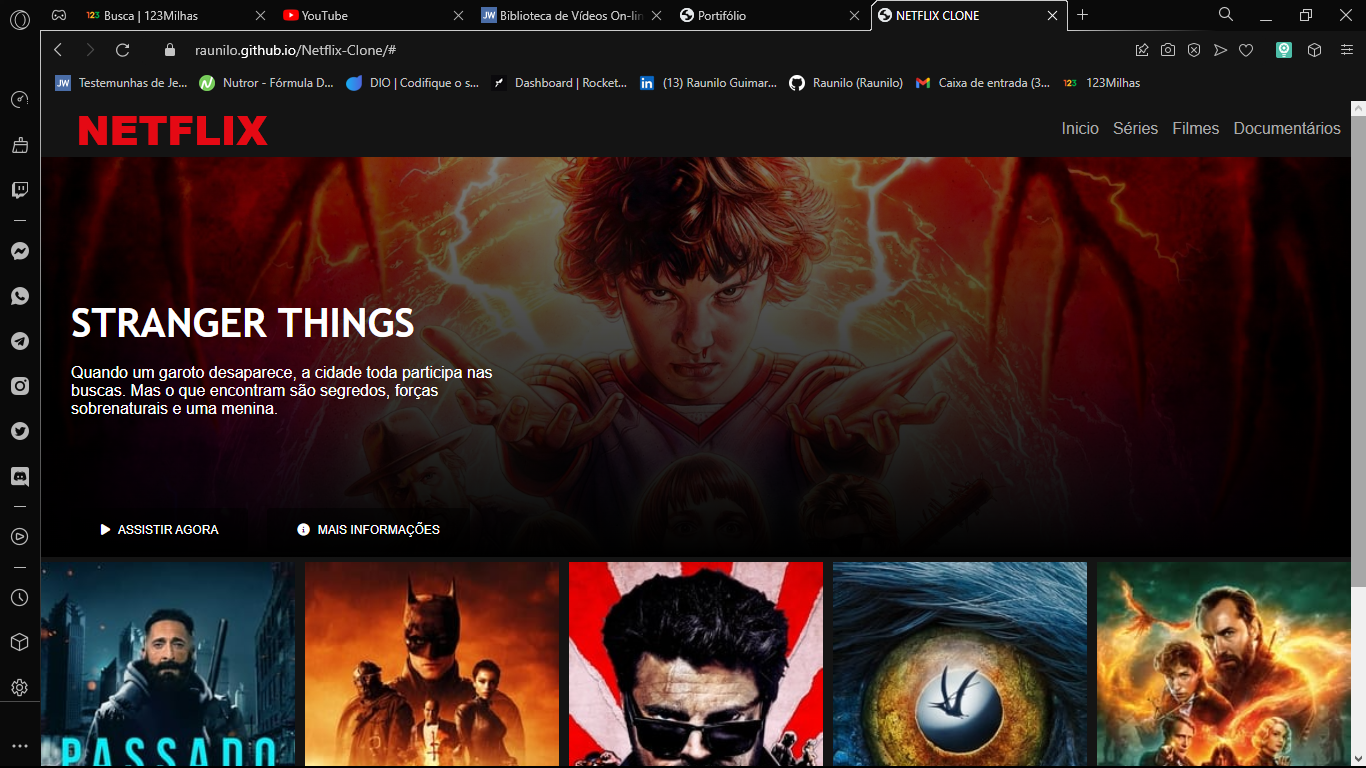 Busca | 123Milhas
YouTube
Biblioteca de Vídeos On-lin
Portifólio
NETFLIX CLONE
raunilo.github.io/Netflix-Clone/#
JW Testemunhas de Je...
Nutror - Fórmula D...
DIO | Codifique o s...
Dashboard | Rocket...
in (13) Raunilo Guimar...
Raunilo (Raunilo)
Caixa de entrada (3...
123 123Milhas
NETFLIX
Inicio Séries Filmes Documentários
STRANGER THINGS
Quando um garoto desaparece, a cidade toda participa nas
buscas. Mas o que encontram são segredos, forças
sobrenaturais e uma menina.
ASSISTIR AGORA
MAIS INFORMAÇÕES
PASSADO